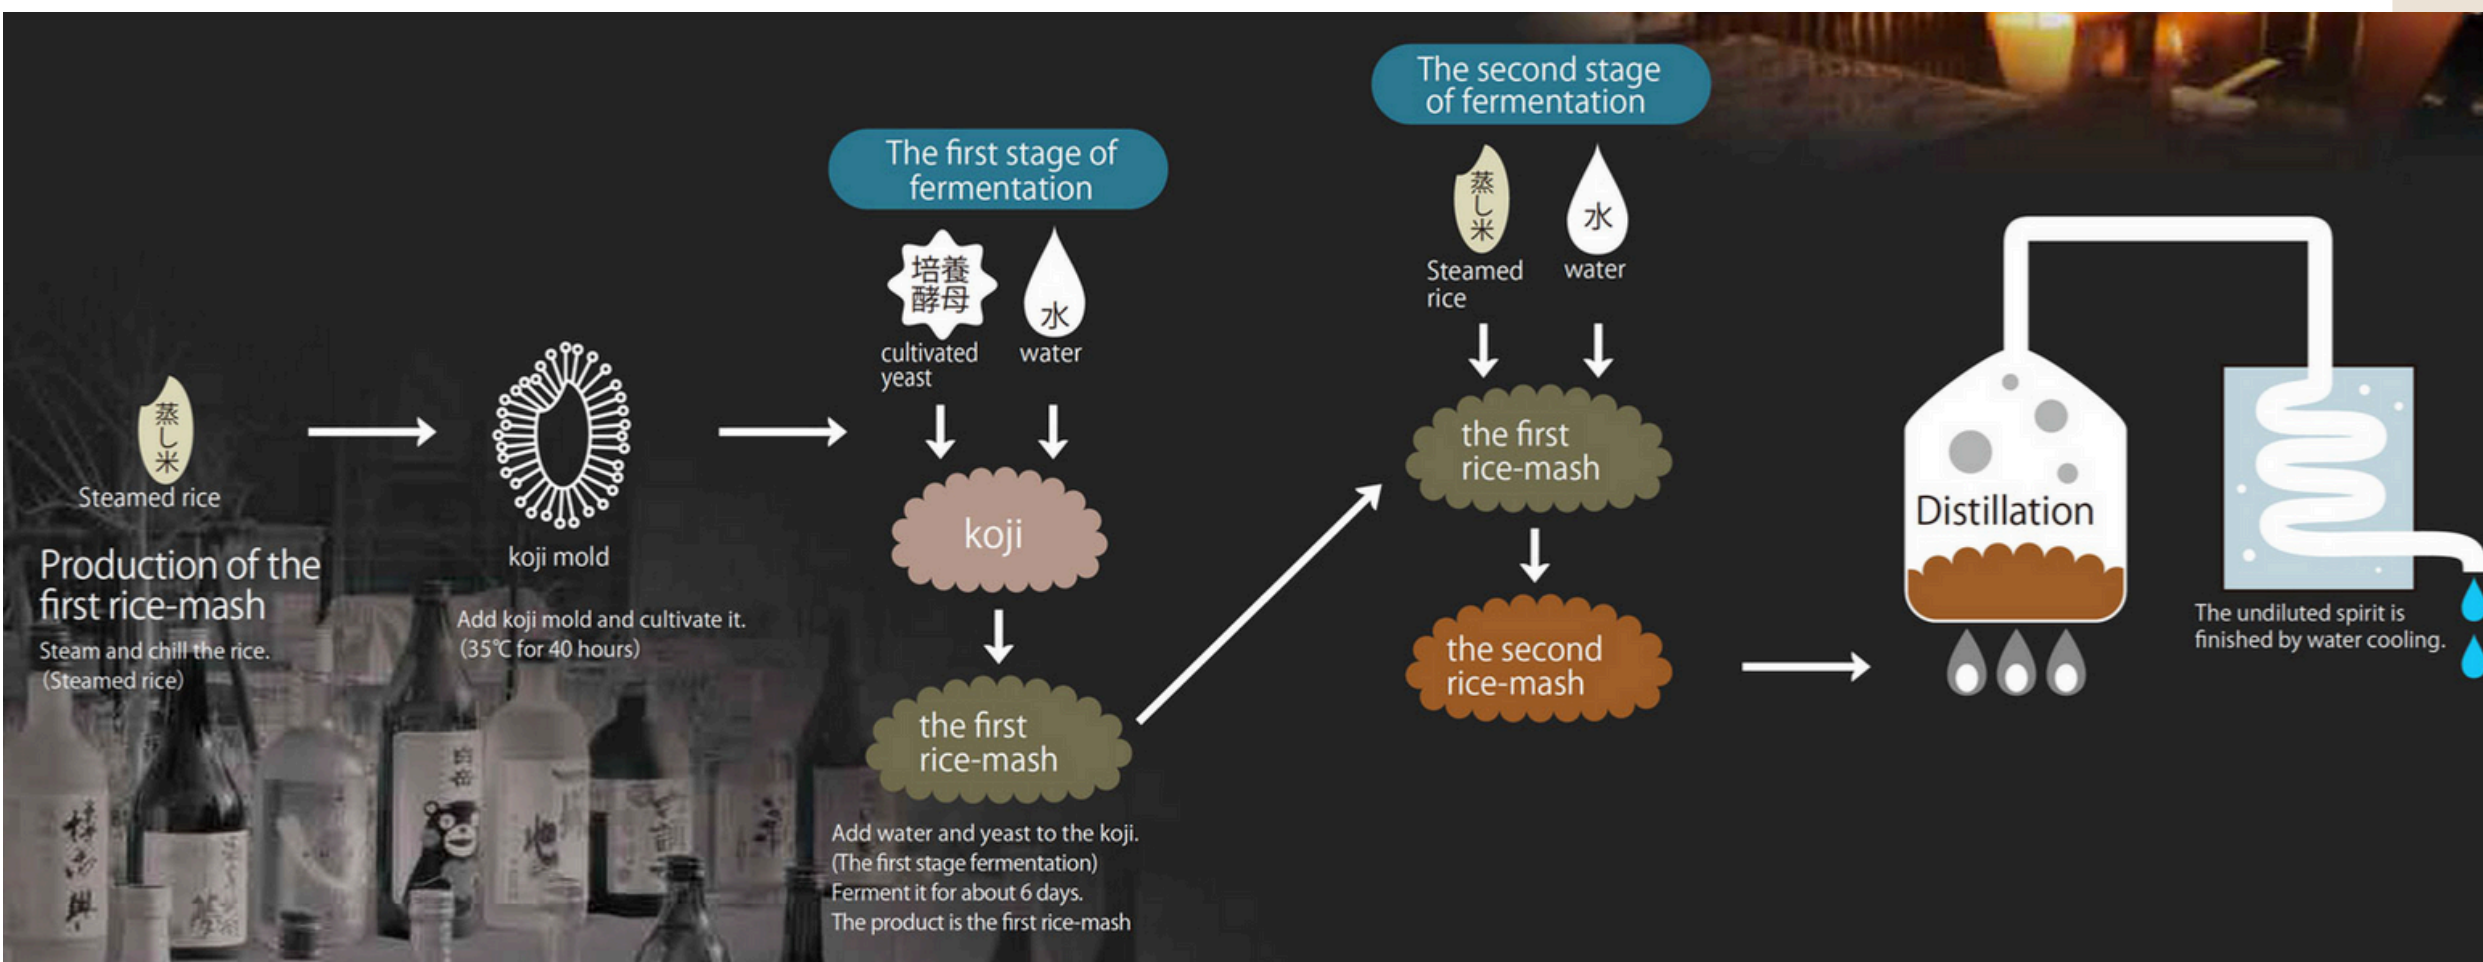 蒸し米
Steamed rice
Production of the
first rice-mash
Steam and chill the rice.
(Steamed rice)
koji mold
Add koji mold and cultivate it.
(35℃ for 40 hours)
The first stage of
fermentation
培養
酵母
水
cultivated
yeast
water
koji
the first
rice-mash
Add water and yeast to the koji.
(The first stage fermentation)
Ferment it for about 6 days.
The product is the first rice-mash
The second stage
of fermentation
蒸し米
水
Steamed
rice
water
the first
rice-mash
the second
rice-mash
Distillation
The undiluted spirit is
finished by water cooling.